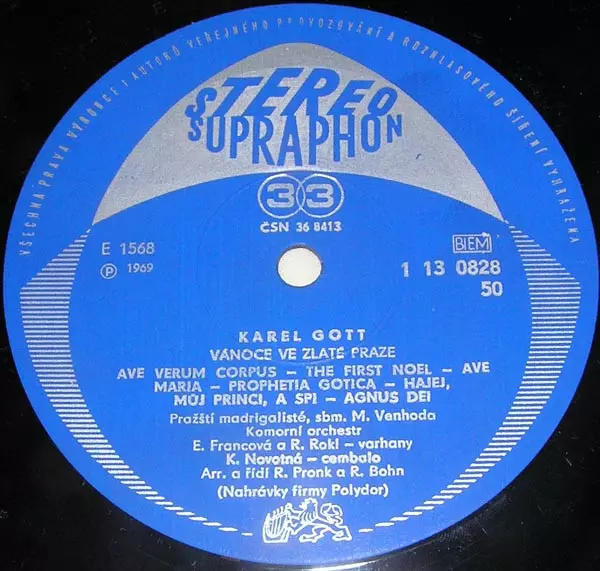 VŠECHNA PRÁVA VÝROBCE I AUTORŮ VEŘEJNÉHO PROVOZOVÁNÍ A ROZHLASOVÉHO ŠÍŘENÍ VYHRAZENA
STEREO
SUPRAPHON
33
ČSN 36 8413
E 1568
BIEM
Ⓟ 1969
1 13 0828
50
KAREL GOTT
VÁNOCE VE ZLATÉ PRAZE
AVE VERUM CORPUS – THE FIRST NOEL – AVE
MARIA – PROPHETIA GOTICA – HAJEJ,
MŮJ PRINCI, A SPI – AGNUS DEI
Pražští madrigalisté, sbm. M. Venhoda
Komorní orchestr
E. Francová a R. Rokl – varhany
K. Novotná – cembalo
Arr. a řídí R. Pronk a R. Bohn
(Nahrávky firmy Polydor)